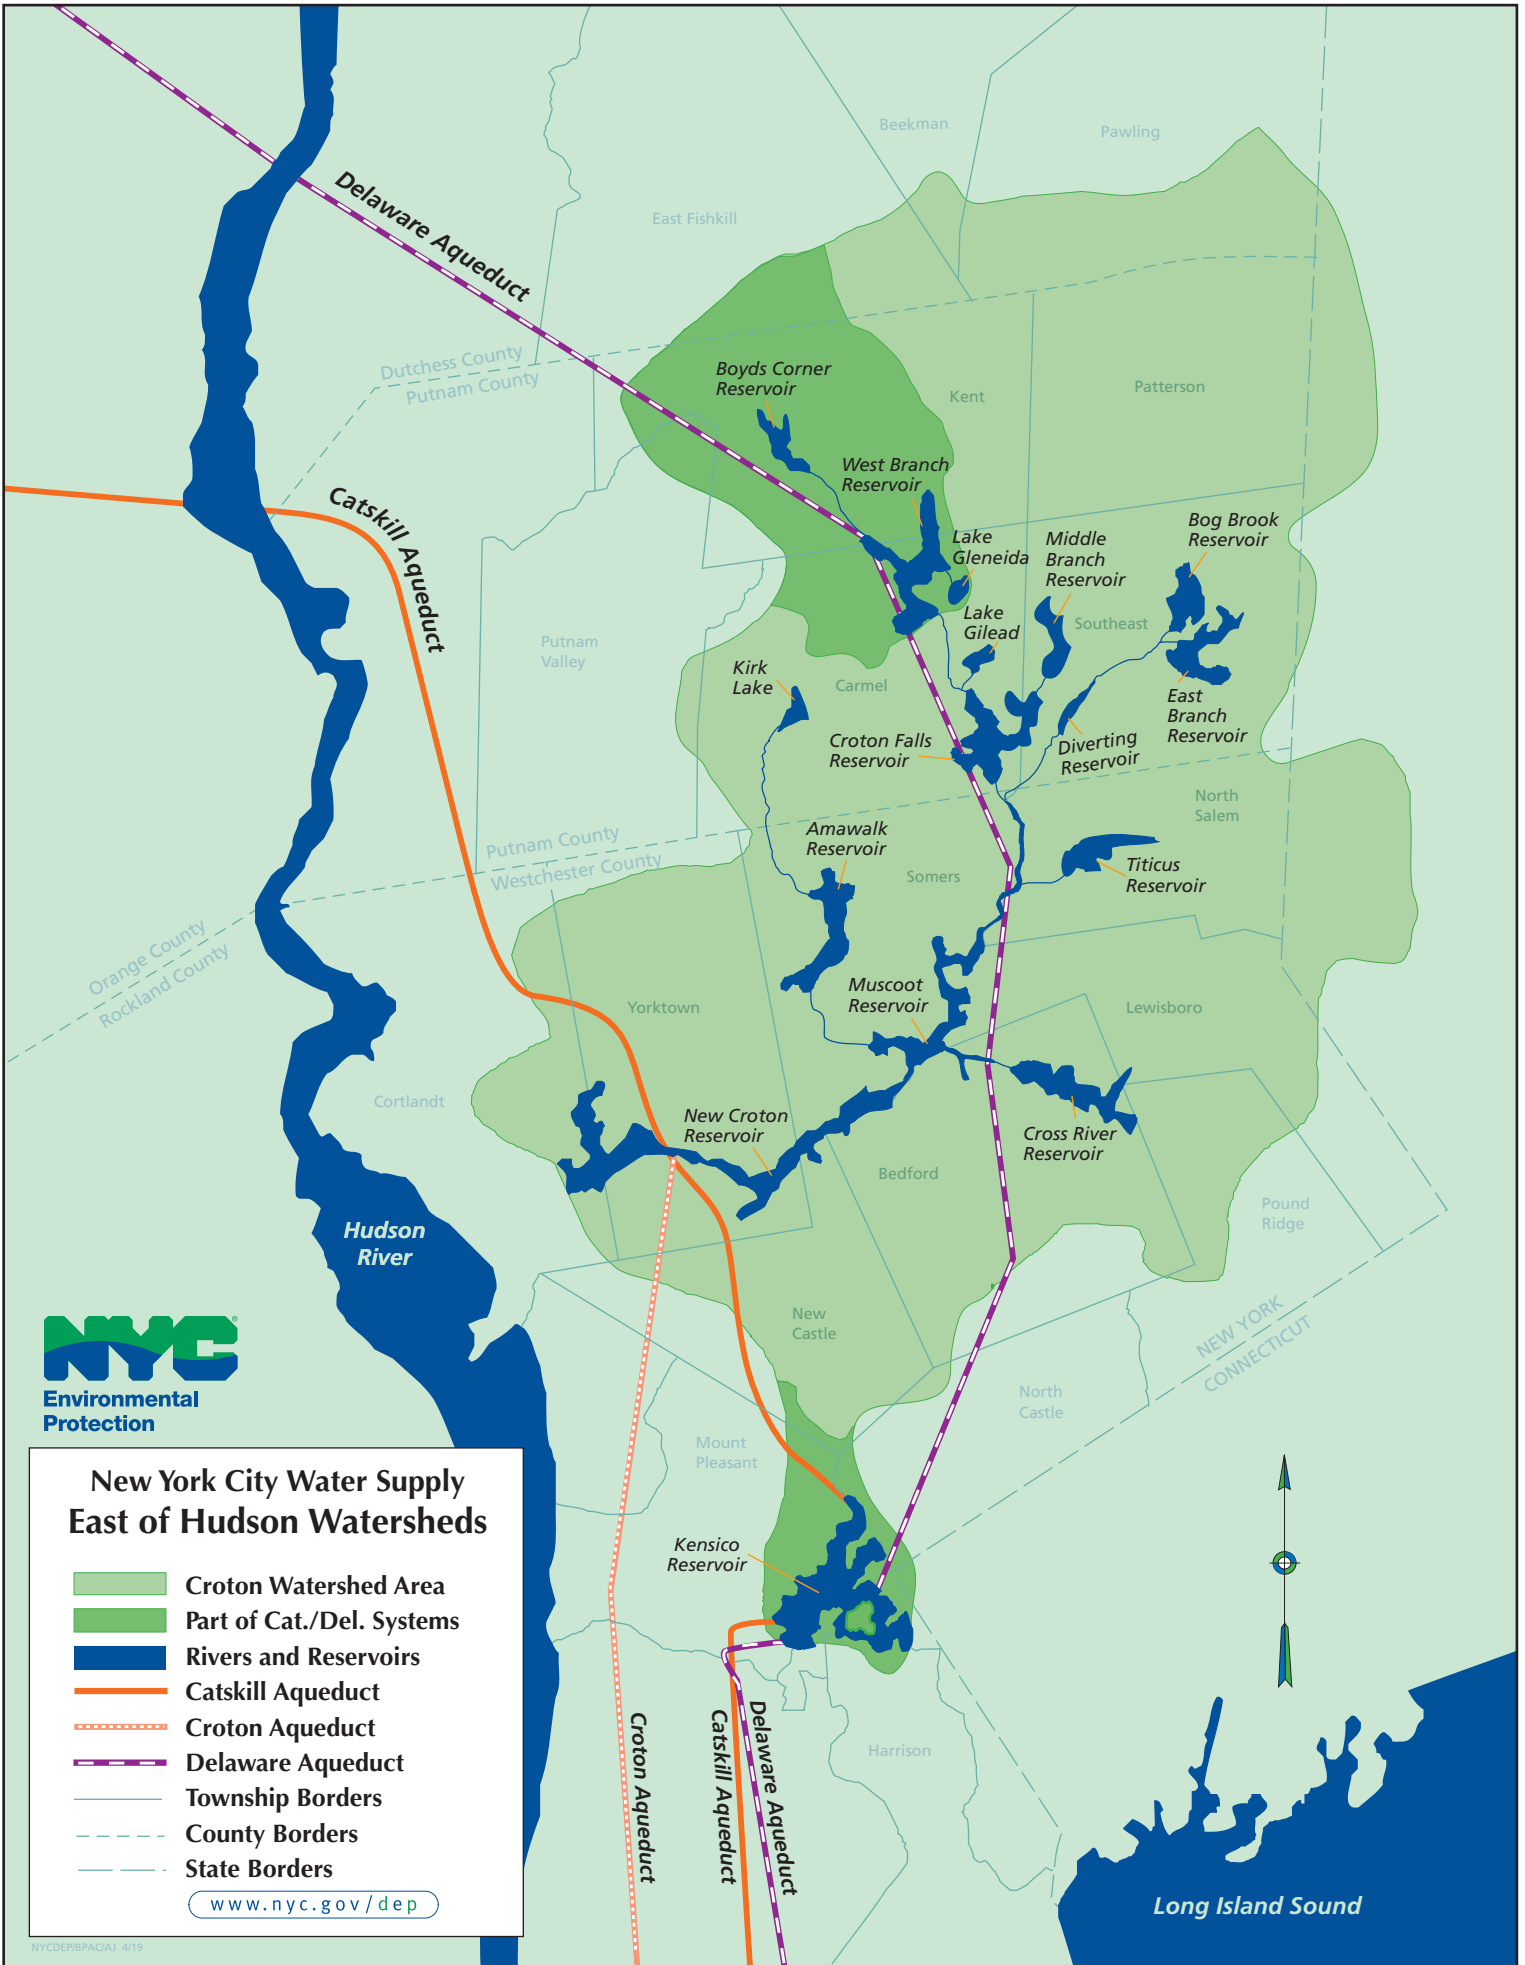 Beekman
Pawling
Delaware Aqueduct
East Fishkill
Dutchess County
Putnam County
Boyds Corner
Reservoir
Kent
Patterson
West Branch
Reservoir
Catskill Aqueduct
Lake
Gleneida
Middle
Branch
Reservoir
Bog Brook
Reservoir
Lake
Gilead
Southeast
Putnam
Valley
Kirk
Lake
Carmel
East
Branch
Reservoir
Croton Falls
Reservoir
Diverting
Reservoir
North
Salem
Putnam County
Westchester County
Amawalk
Reservoir
Somers
Titicus
Reservoir
Orange County
Rockland County
Yorktown
Muscoot
Reservoir
Lewisboro
Cortlandt
New Croton
Reservoir
Cross River
Reservoir
Bedford
Pound
Ridge
Hudson
River
New
Castle
NEW YORK
CONNECTICUT
NYC®
Environmental
Protection
North
Castle
Mount
Pleasant
Kensico
Reservoir
New York City Water Supply
East of Hudson Watersheds
Croton Watershed Area
Part of Cat./Del. Systems
Rivers and Reservoirs
Catskill Aqueduct
Croton Aqueduct
Delaware Aqueduct
Township Borders
County Borders
State Borders
www.nyc.gov/dep
Croton Aqueduct
Catskill Aqueduct
Delaware Aqueduct
Harrison
Long Island Sound
NYCDEP/BPAC/AJ 4/19